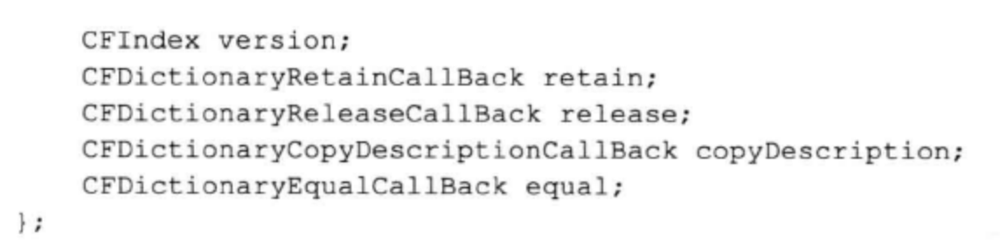 CFIndex version;
CFDictionaryRetainCallBack retain;
CFDictionaryReleaseCallBack release;
CFDictionaryCopyDescriptionCallBack copyDescription;
CFDictionaryEqualCallBack equal;
};